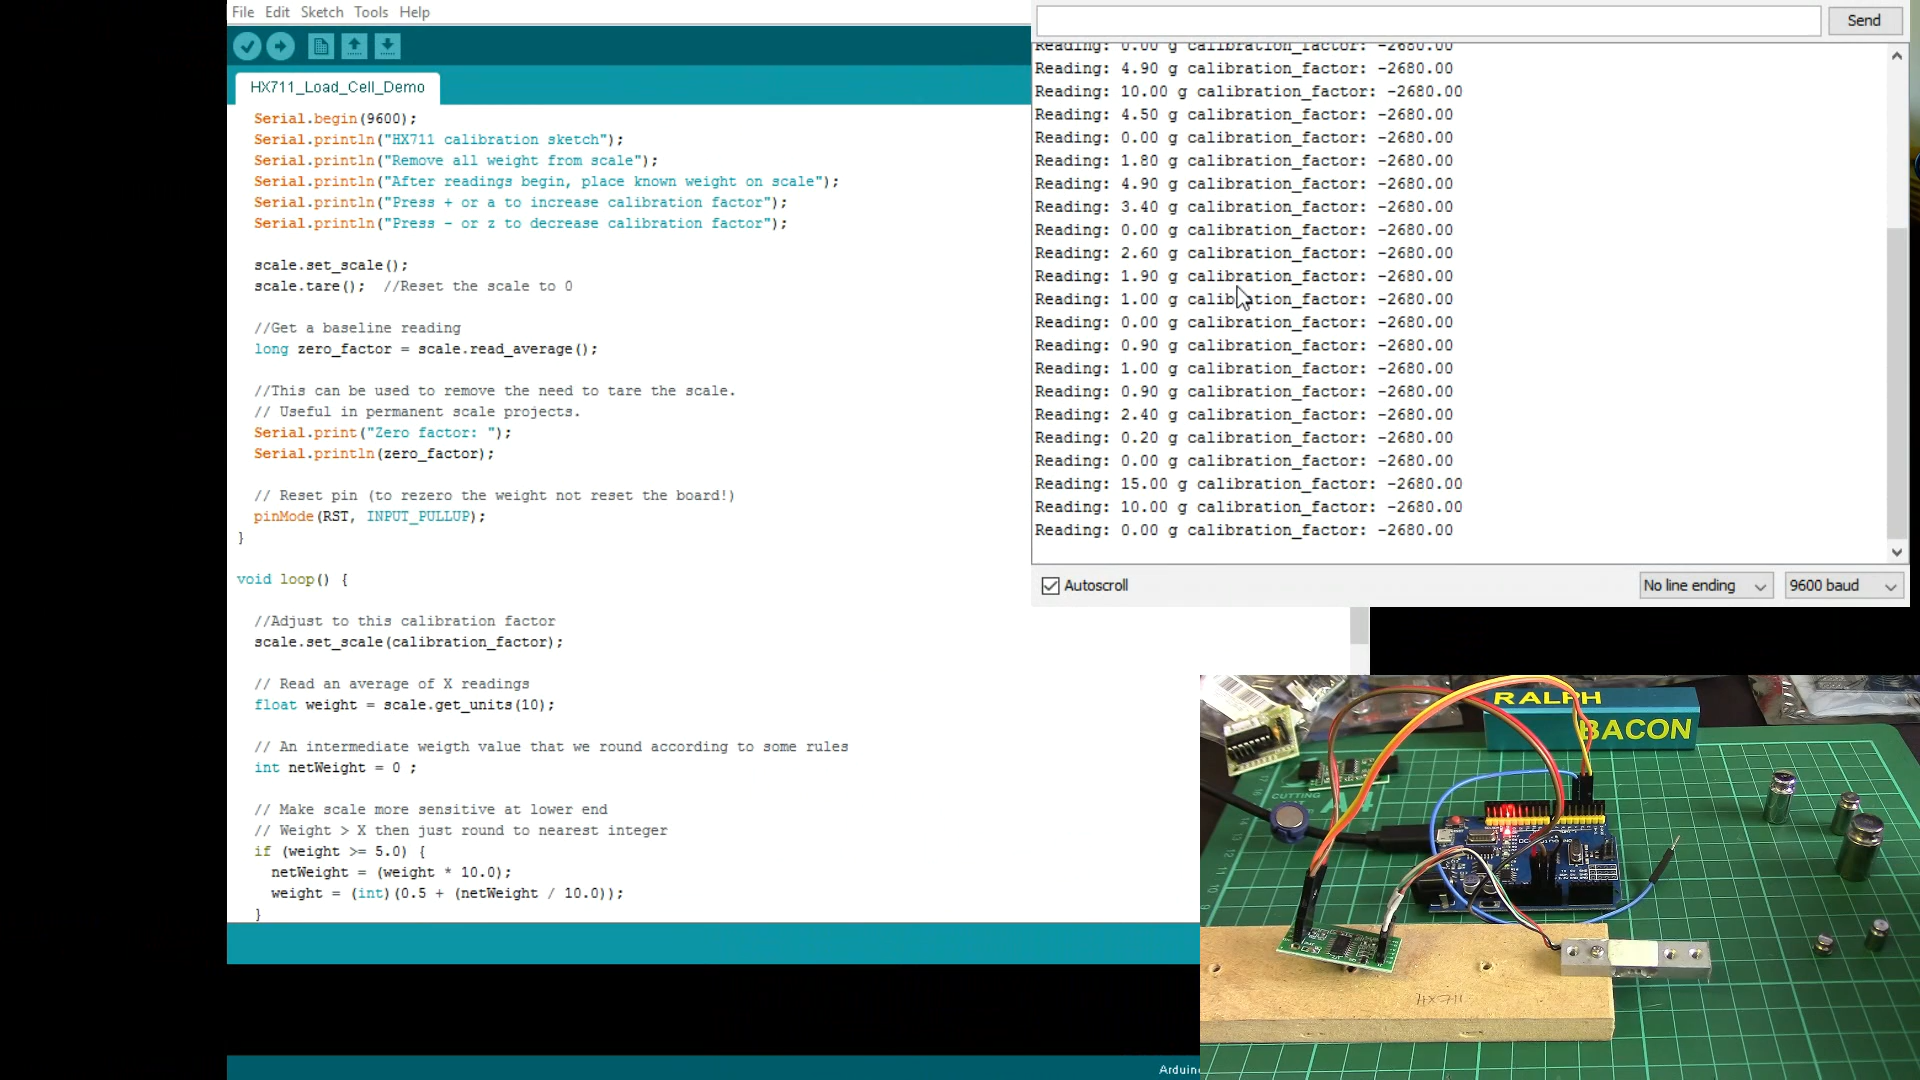 File Edit Sketch Tools Help
HX711_Load_Cell_Demo
Serial.begin(9600);
Serial.println("HX711 calibration sketch");
Serial.println("Remove all weight from scale");
Serial.println("After readings begin, place known weight on scale");
Serial.println("Press + or a to increase calibration factor");
Serial.println("Press - or z to decrease calibration factor");
scale.set_scale();
scale.tare();  //Reset the scale to 0
//Get a baseline reading
long zero_factor = scale.read_average();
//This can be used to remove the need to tare the scale.
// Useful in permanent scale projects.
Serial.print("Zero factor: ");
Serial.println(zero_factor);
// Reset pin (to rezero the weight not reset the board!)
pinMode(RST, INPUT_PULLUP);
}
void loop() {
//Adjust to this calibration factor
scale.set_scale(calibration_factor);
// Read an average of X readings
float weight = scale.get_units(10);
// An intermediate weigth value that we round according to some rules
int netWeight = 0 ;
// Make scale more sensitive at lower end
// Weight > X then just round to nearest integer
if (weight >= 5.0) {
netWeight = (weight * 10.0);
weight = (int)(0.5 + (netWeight / 10.0));
}
Arduino
Send
Reading: 0.00 g calibration_factor: -2680.00
Reading: 4.90 g calibration_factor: -2680.00
Reading: 10.00 g calibration_factor: -2680.00
Reading: 4.50 g calibration_factor: -2680.00
Reading: 0.00 g calibration_factor: -2680.00
Reading: 1.80 g calibration_factor: -2680.00
Reading: 4.90 g calibration_factor: -2680.00
Reading: 3.40 g calibration_factor: -2680.00
Reading: 0.00 g calibration_factor: -2680.00
Reading: 2.60 g calibration_factor: -2680.00
Reading: 1.90 g calibration_factor: -2680.00
Reading: 1.00 g calibration_factor: -2680.00
Reading: 0.00 g calibration_factor: -2680.00
Reading: 0.90 g calibration_factor: -2680.00
Reading: 1.00 g calibration_factor: -2680.00
Reading: 0.90 g calibration_factor: -2680.00
Reading: 2.40 g calibration_factor: -2680.00
Reading: 0.20 g calibration_factor: -2680.00
Reading: 0.00 g calibration_factor: -2680.00
Reading: 15.00 g calibration_factor: -2680.00
Reading: 10.00 g calibration_factor: -2680.00
Reading: 0.00 g calibration_factor: -2680.00
Autoscroll
No line ending
9600 baud
RALPH
BACON
CUTTING